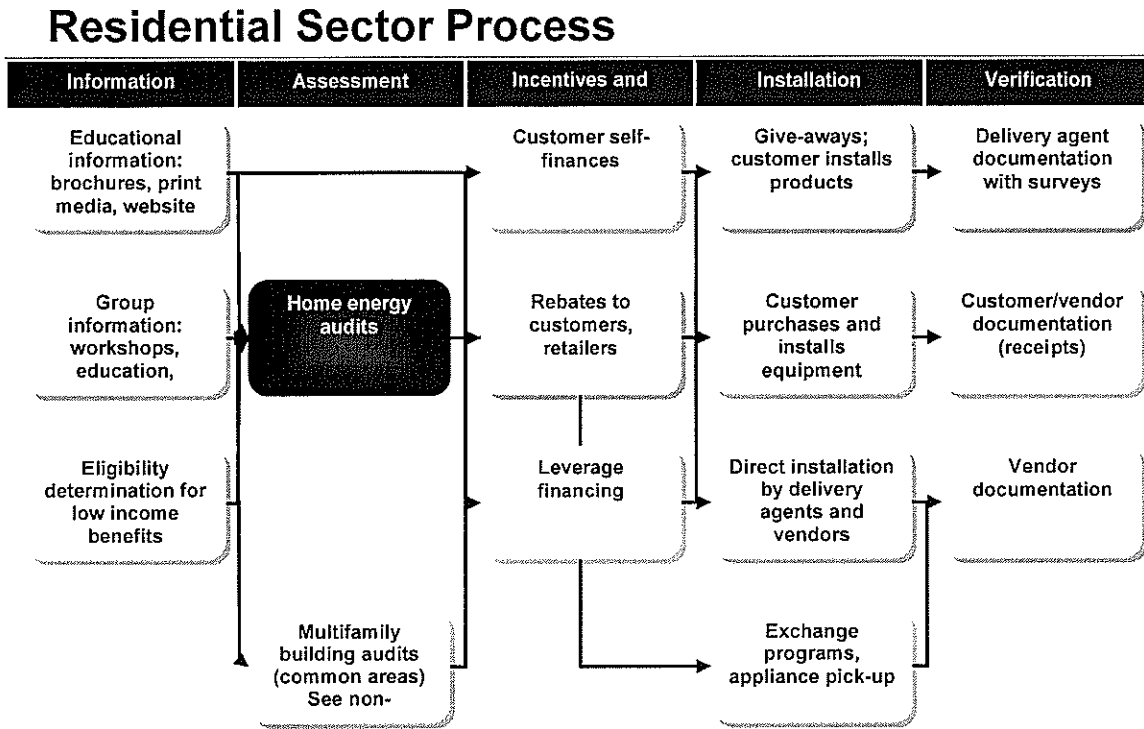 Residential Sector Process
Information
Assessment
Incentives and
Installation
Verification
Educational
information:
brochures, print
media, website
Customer self-
finances
Give-aways;
customer installs
products
Delivery agent
documentation
with surveys
Group
information:
workshops,
education,
Home energy
audits
Rebates to
customers,
retailers
Customer
purchases and
installs
equipment
Customer/vendor
documentation
(receipts)
Eligibility
determination for
low income
benefits
Leverage
financing
Direct installation
by delivery
agents and
vendors
Vendor
documentation
Multifamily
building audits
(common areas)
See non-
Exchange
programs,
appliance pick-up